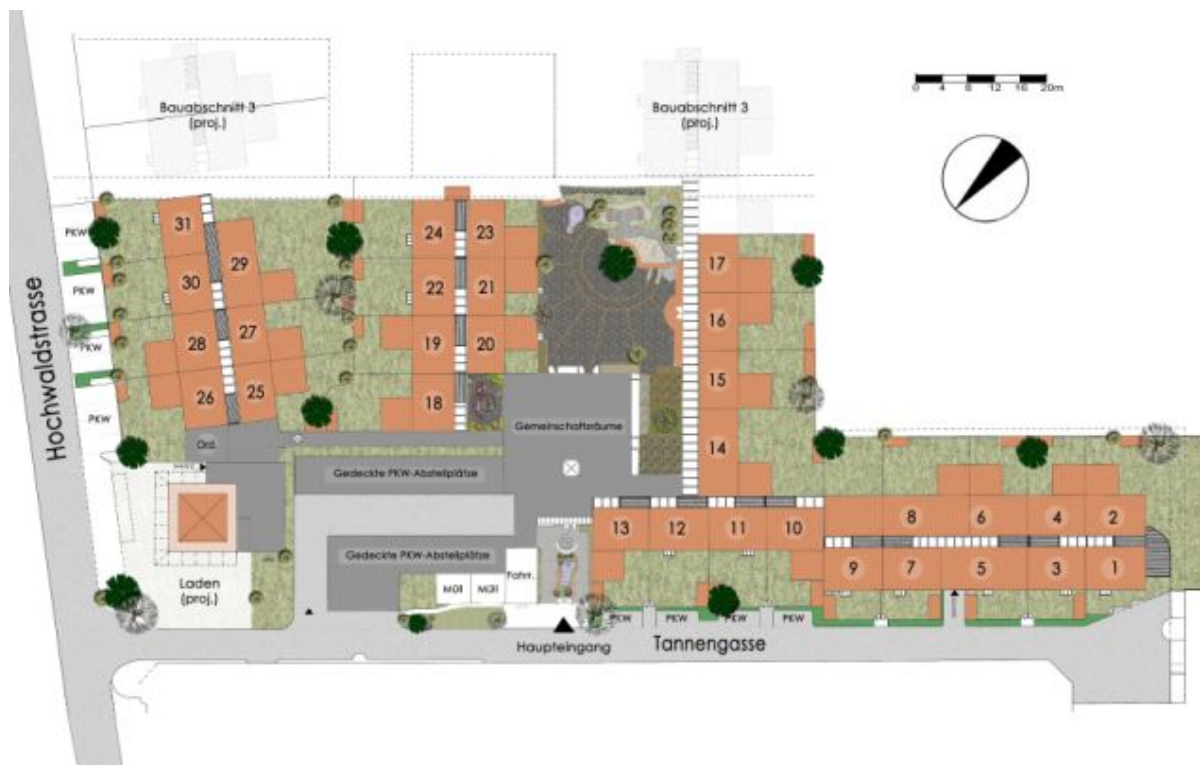 Bauabschnitt 3
(proj.)
Bauabschnitt 3
(proj.)
0 4 8 12 16 20m
31
24
23
PKW
29
17
30
22
21
PKW
16
27
28
19
20
PKW
15
25
26
18
PKW
Gemeinschaftsräume
14
Hochwaldstrasse
Ord.
Gedeckte PKW-Abstellplätze
8
6
4
2
13
12
11
10
Gedeckte PKW-Abstellplätze
9
7
5
3
1
Fahrr.
Laden
(proj.)
Müll
Müll
PKW
PKW
PKW
PKW
Haupteingang
Tannengasse